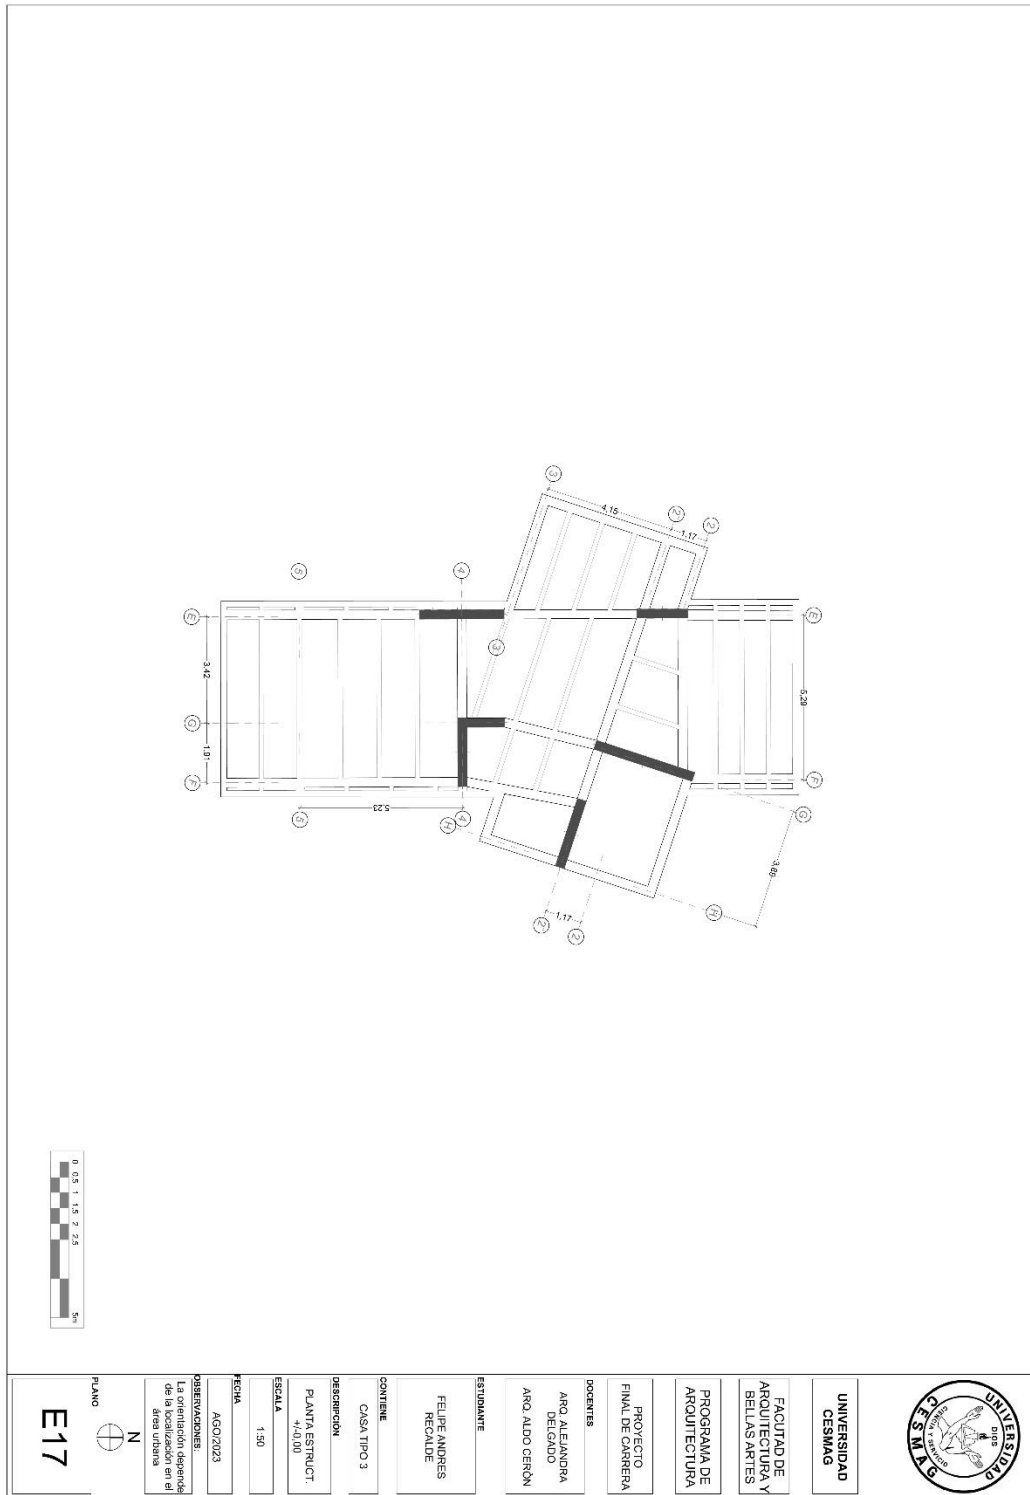 3
2'
2
4,15
1,17
5
4
E
E
3
3,42
5,29
G
1,91
F
F
G
5,23
5
4
H
3,66
H
1,17
2'
2
0 0,5 1 1,5 2 2,5 5m
UNIVERSIDAD
CESMAG
DIOS
CIENCIA Y SERVICIO
UNIVERSIDAD
CESMAG
FACUTAD DE
ARQUITECTURA Y
BELLAS ARTES
PROGRAMA DE
ARQUITECTURA
PROYECTO
FINAL DE CARRERA
DOCENTES
ARQ. ALEJANDRA
DELGADO
ARQ. ALDO CERÓN
ESTUDIANTE
FELIPE ANDRES
RECALDE
CONTIENE
CASA TIPO 3
DESCRIPCIÓN
PLANTA ESTRUCT.
+/-0,00
ESCALA
1:50
FECHA
AGO/2023
OBSERVACIONES:
La orientación depende
de la localización en el
área urbana
N
PLANO
E17